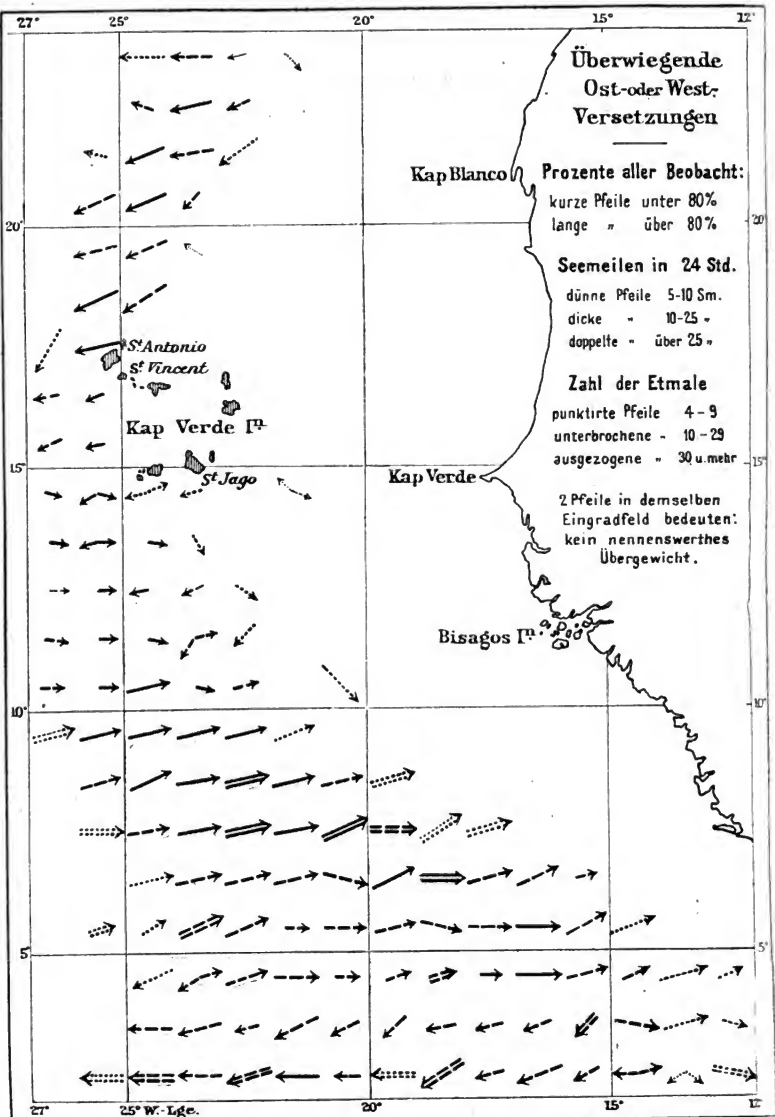 27° 25° 20° 15° 12°
Überwiegende
Ost-oder West-
Versetzungen
Kap Blanco
Prozente aller Beobacht:
kurze Pfeile unter 80%
lange „ über 80%
20° 20°
Seemeilen in 24 Std.
dünne Pfeile 5-10 Sm.
dicke „ 10-25 „
doppelte „ über 25 „
St Antonio
St Vincent
Zahl der Etmale
punktirte Pfeile 4-9
unterbrochene „ 10-29
ausgezogene „ 30 u. mehr
Kap Verde In
15° 15°
St Jago
Kap Verde
2 Pfeile in demselben
Eingradfeld bedeuten:
kein nennenswerthes
Übergewicht.
Bisagos In
10° 10°
5° 5°
27° 25° W.-Lge. 20° 15° 12°